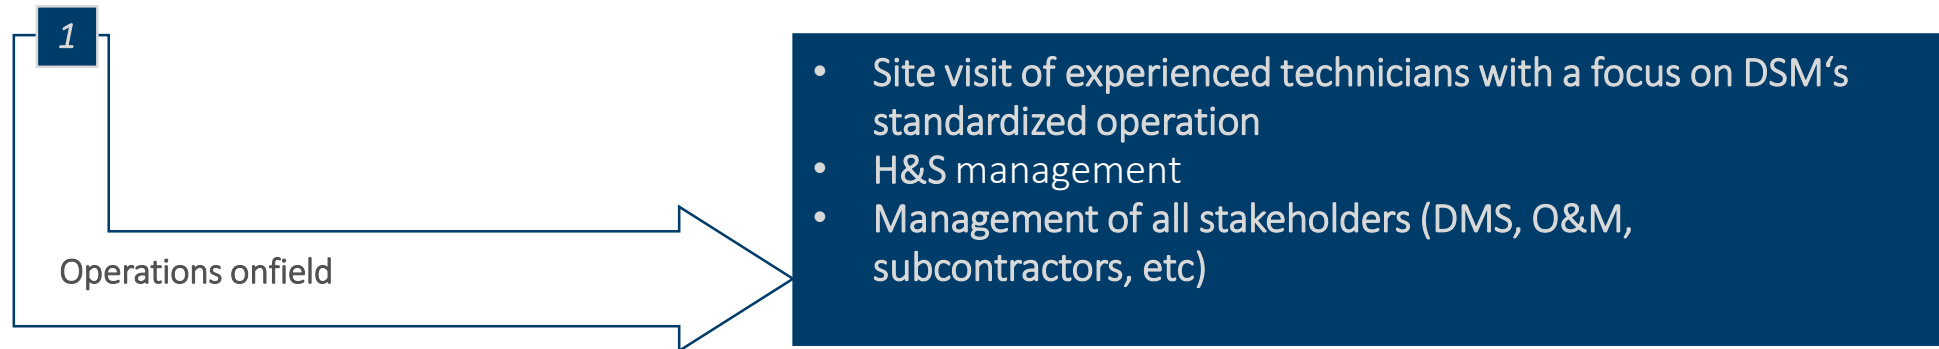 1
Operations onfield
• Site visit of experienced technicians with a focus on DSM‘s
standardized operation
• H&S management
• Management of all stakeholders (DMS, O&M,
subcontractors, etc)